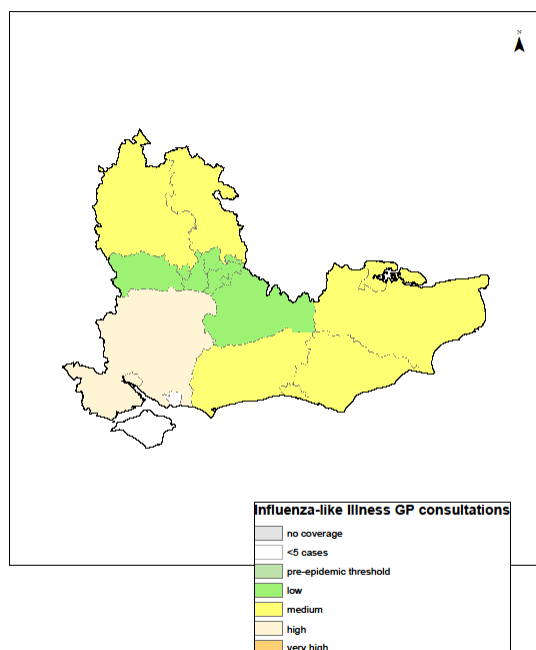 N
Influenza-like Illness GP consultations
no coverage
<5 cases
pre-epidemic threshold
low
medium
high
very high